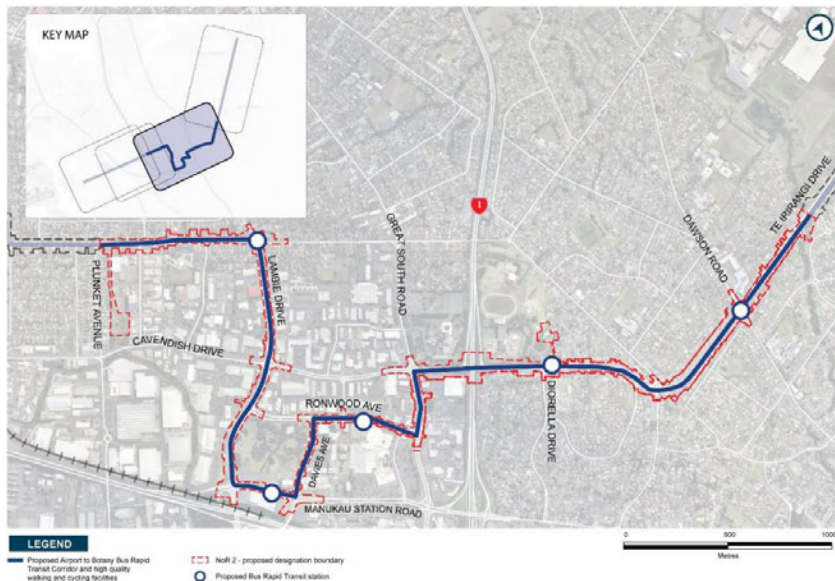 KEY MAP
1
TE IRIRANGI DRIVE
DAWSON ROAD
GREAT SOUTH ROAD
LAMBIE DRIVE
PLUNKET AVENUE
CAVENDISH DRIVE
DIORELLA DRIVE
RONWOOD AVE
DAVIES AVE
MANUKAU STATION ROAD
LEGEND
Proposed Airport to Botany Bus Rapid
Transit Corridor and high quality
walking and cycling facilities
NoR 2 - proposed designation boundary
Proposed Bus Rapid Transit station
0 500 1000
Metres